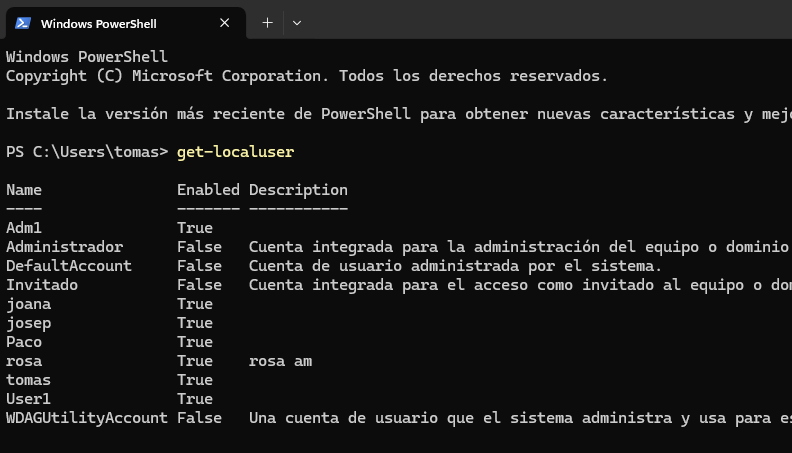 Windows PowerShell
Windows PowerShell
Copyright (C) Microsoft Corporation. Todos los derechos reservados.
Instale la versión más reciente de PowerShell para obtener nuevas características y
PS C:\Users\tomas> get-localuser
Name Enabled Description
---- ------- -----------
Adm1 True
Administrador False Cuenta integrada para la administración del equipo o dominio
DefaultAccount False Cuenta de usuario administrada por el sistema.
Invitado False Cuenta integrada para el acceso como invitado al equipo o
joana True
josep True
Paco True
rosa True rosa am
tomas True
User1 True
WDAGUtilityAccount False Una cuenta de usuario que el sistema administra y usa para